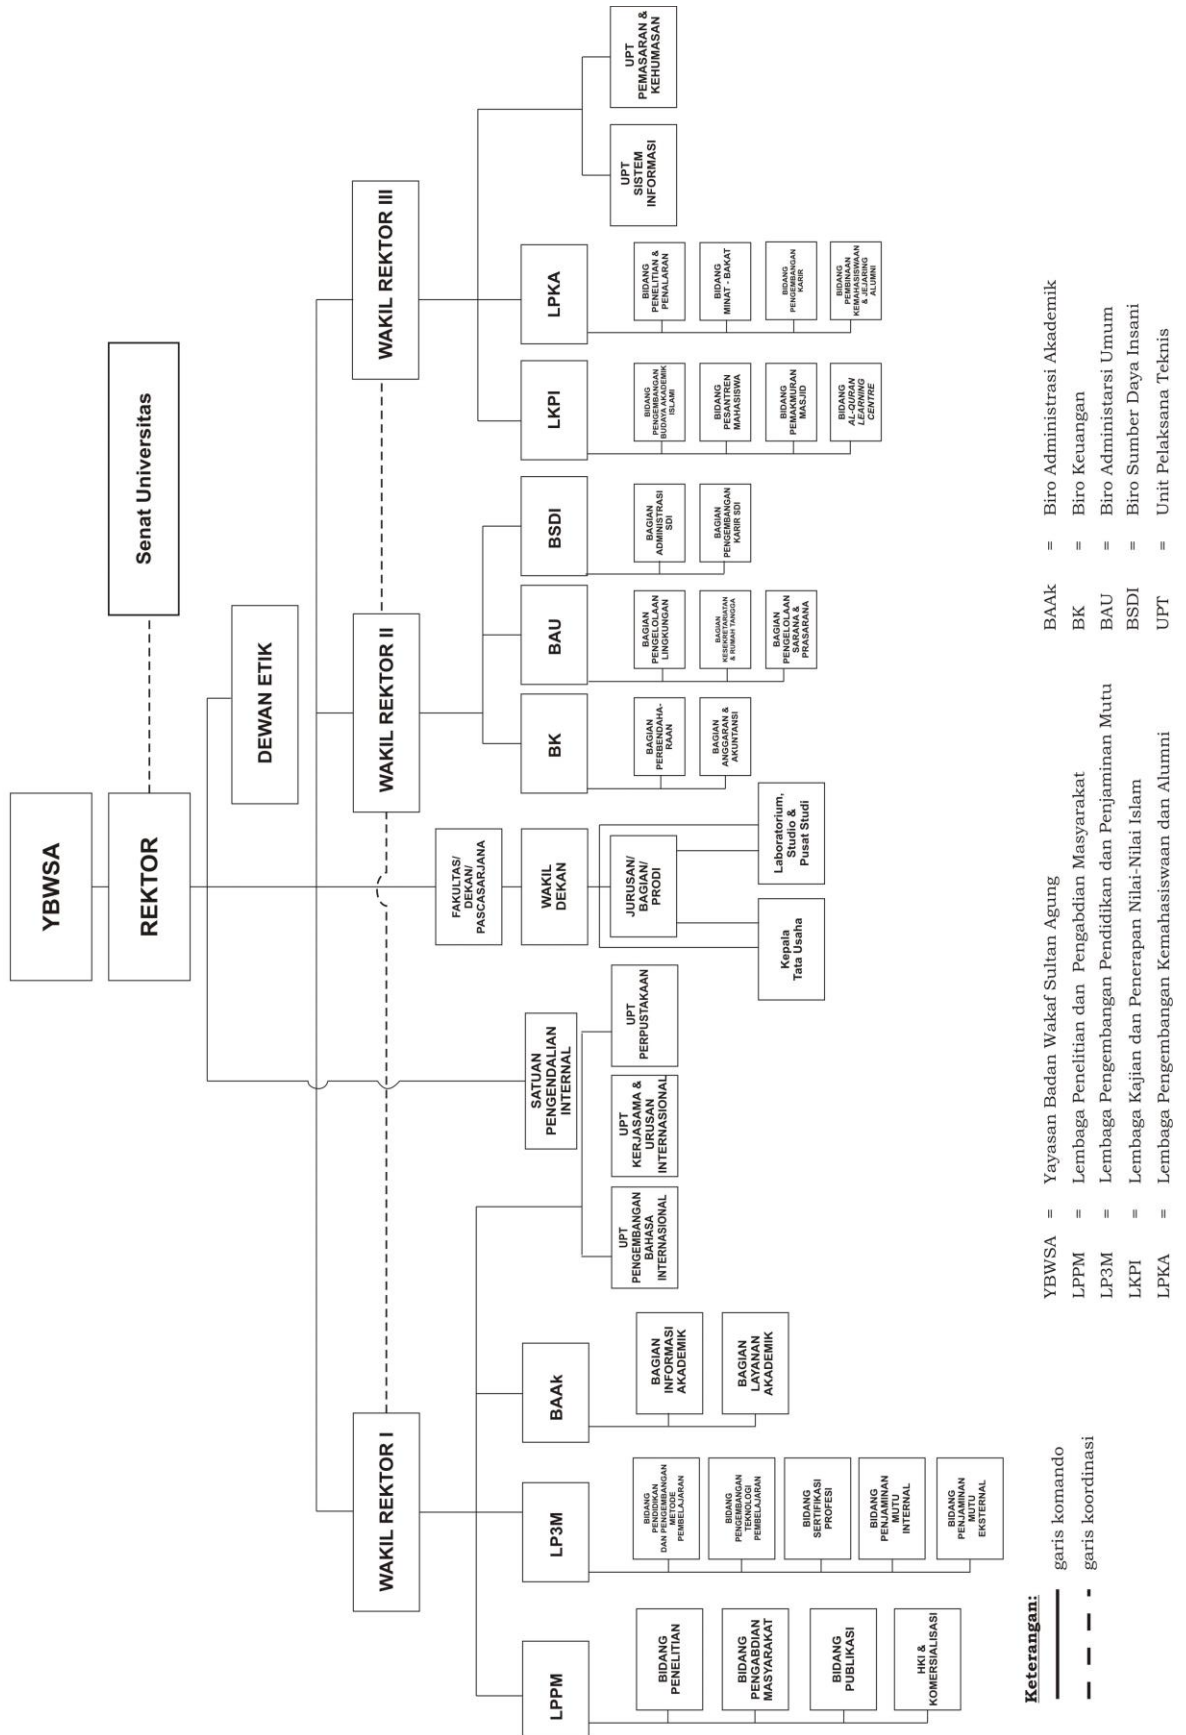 YBWSA
REKTOR
Senat Universitas
DEWAN ETIK
WAKIL REKTOR I
WAKIL REKTOR II
WAKIL REKTOR III
FAKULTAS/
DEKAN/
PASCASARJANA
SATUAN
PENGENDALIAN
INTERNAL
WAKIL
DEKAN
JURUSAN/
BAGIAN/
PRODI
Kepala
Tata Usaha
Laboratorium,
Studio &
Pusat Studi
LPPM
BIDANG
PENELITIAN
BIDANG
PENGABDIAN
MASYARAKAT
BIDANG
PUBLIKASI
HKI &
KOMERSIALISASI
LP3M
BIDANG
PENDIDIKAN
DAN PENGEMBANGAN
METODE
PEMBELAJARAN
BIDANG
PENGEMBANGAN
TEKNOLOGI
PEMBELAJARAN
BIDANG
SERTIFIKASI
PROFESI
BIDANG
PENJAMINAN
MUTU
INTERNAL
BIDANG
PENJAMINAN
MUTU
EKSTERNAL
BAAk
BAGIAN
INFORMASI
AKADEMIK
BAGIAN
LAYANAN
AKADEMIK
UPT
PENGEMBANGAN
BAHASA
INTERNASIONAL
UPT
KERJASAMA &
URUSAN
INTERNASIONAL
UPT
PERPUSTAKAAN
BK
BAGIAN
PERBENDAHA-
RAAN
BAGIAN
ANGGARAN &
AKUNTANSI
BAU
BAGIAN
PENGELOLAAN
LINGKUNGAN
BAGIAN
KESEKRETARIATAN
& RUMAH TANGGA
BAGIAN
PENGELOLAAN
SARANA &
PRASARANA
BSDI
BAGIAN
ADMINISTRASI
SDI
BAGIAN
PENGEMBANGAN
KARIR SDI
LKPI
BIDANG
PENGEMBANGAN
BUDAYA AKADEMIK
ISLAMI
BIDANG
PESANTREN
MAHASISWA
BIDANG
PEMAKMURAN
MASJID
BIDANG
AL-QURAN
LEARNING
CENTRE
LPKA
BIDANG
PENELITIAN &
PENALARAN
BIDANG
MINAT - BAKAT
BIDANG
PENGEMBANGAN
KARIR
BIDANG
PEMBINAAN
KEMAHASISWAAN
& JEJARING
ALUMNI
UPT
SISTEM
INFORMASI
UPT
PEMASARAN &
KEHUMASAN
Keterangan:
garis komando
garis koordinasi
YBWSA = Yayasan Badan Wakaf Sultan Agung
LPPM = Lembaga Penelitian dan Pengabdian Masyarakat
LP3M = Lembaga Pengembangan Pendidikan dan Penjaminan Mutu
LKPI = Lembaga Kajian dan Penerapan Nilai-Nilai Islam
LPKA = Lembaga Pengembangan Kemahasiswaan dan Alumni
BAAk = Biro Administrasi Akademik
BK = Biro Keuangan
BAU = Biro Administarsi Umum
BSDI = Biro Sumber Daya Insani
UPT = Unit Pelaksana Teknis